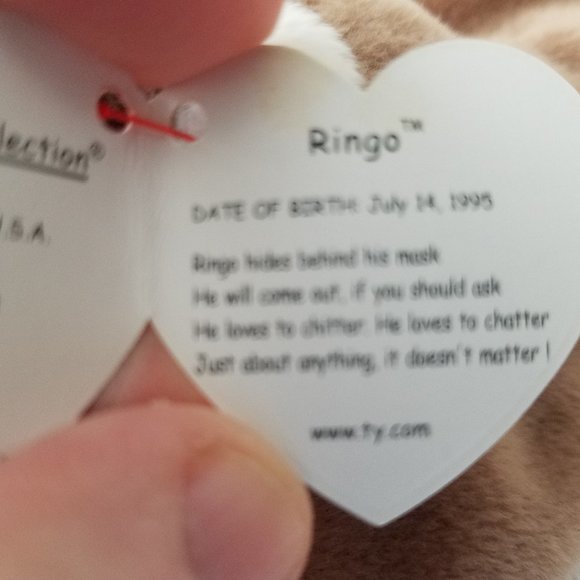 lection®
.S.A.
Ringo™
DATE OF BIRTH: July 14, 1995
Ringo hides behind his mask
He will come out, if you should ask
He loves to chitter. He loves to chatter
Just about anything, it doesn't matter!
www.ty.com